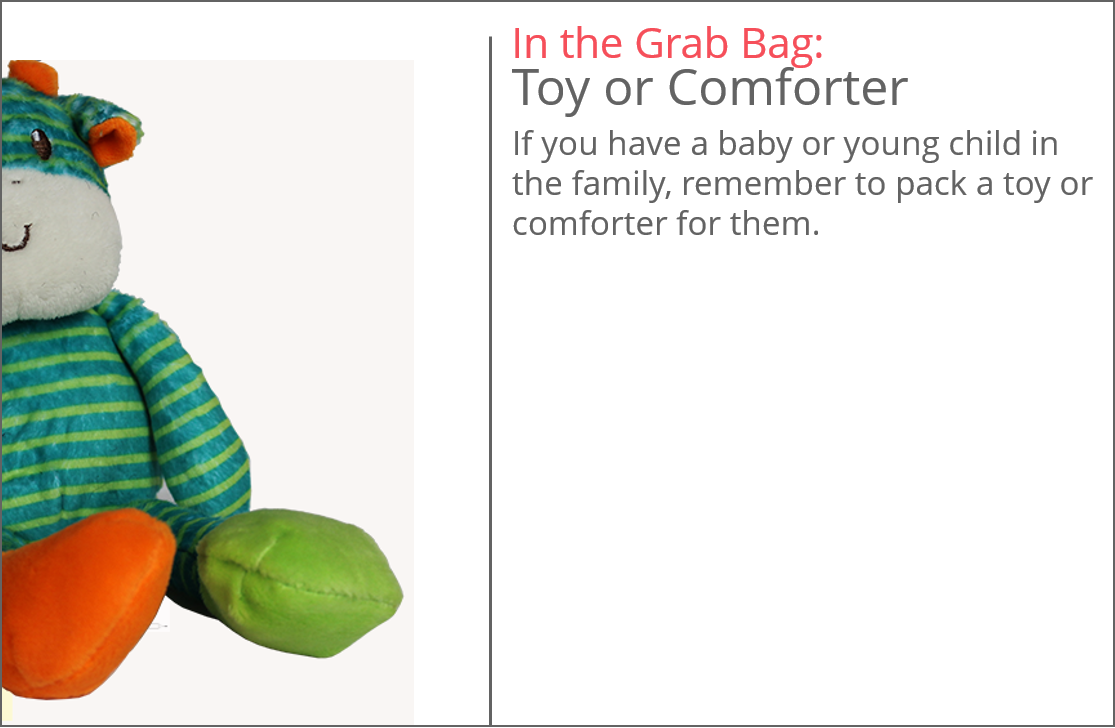 In the Grab Bag:
Toy or Comforter
If you have a baby or young child in
the family, remember to pack a toy or
comforter for them.